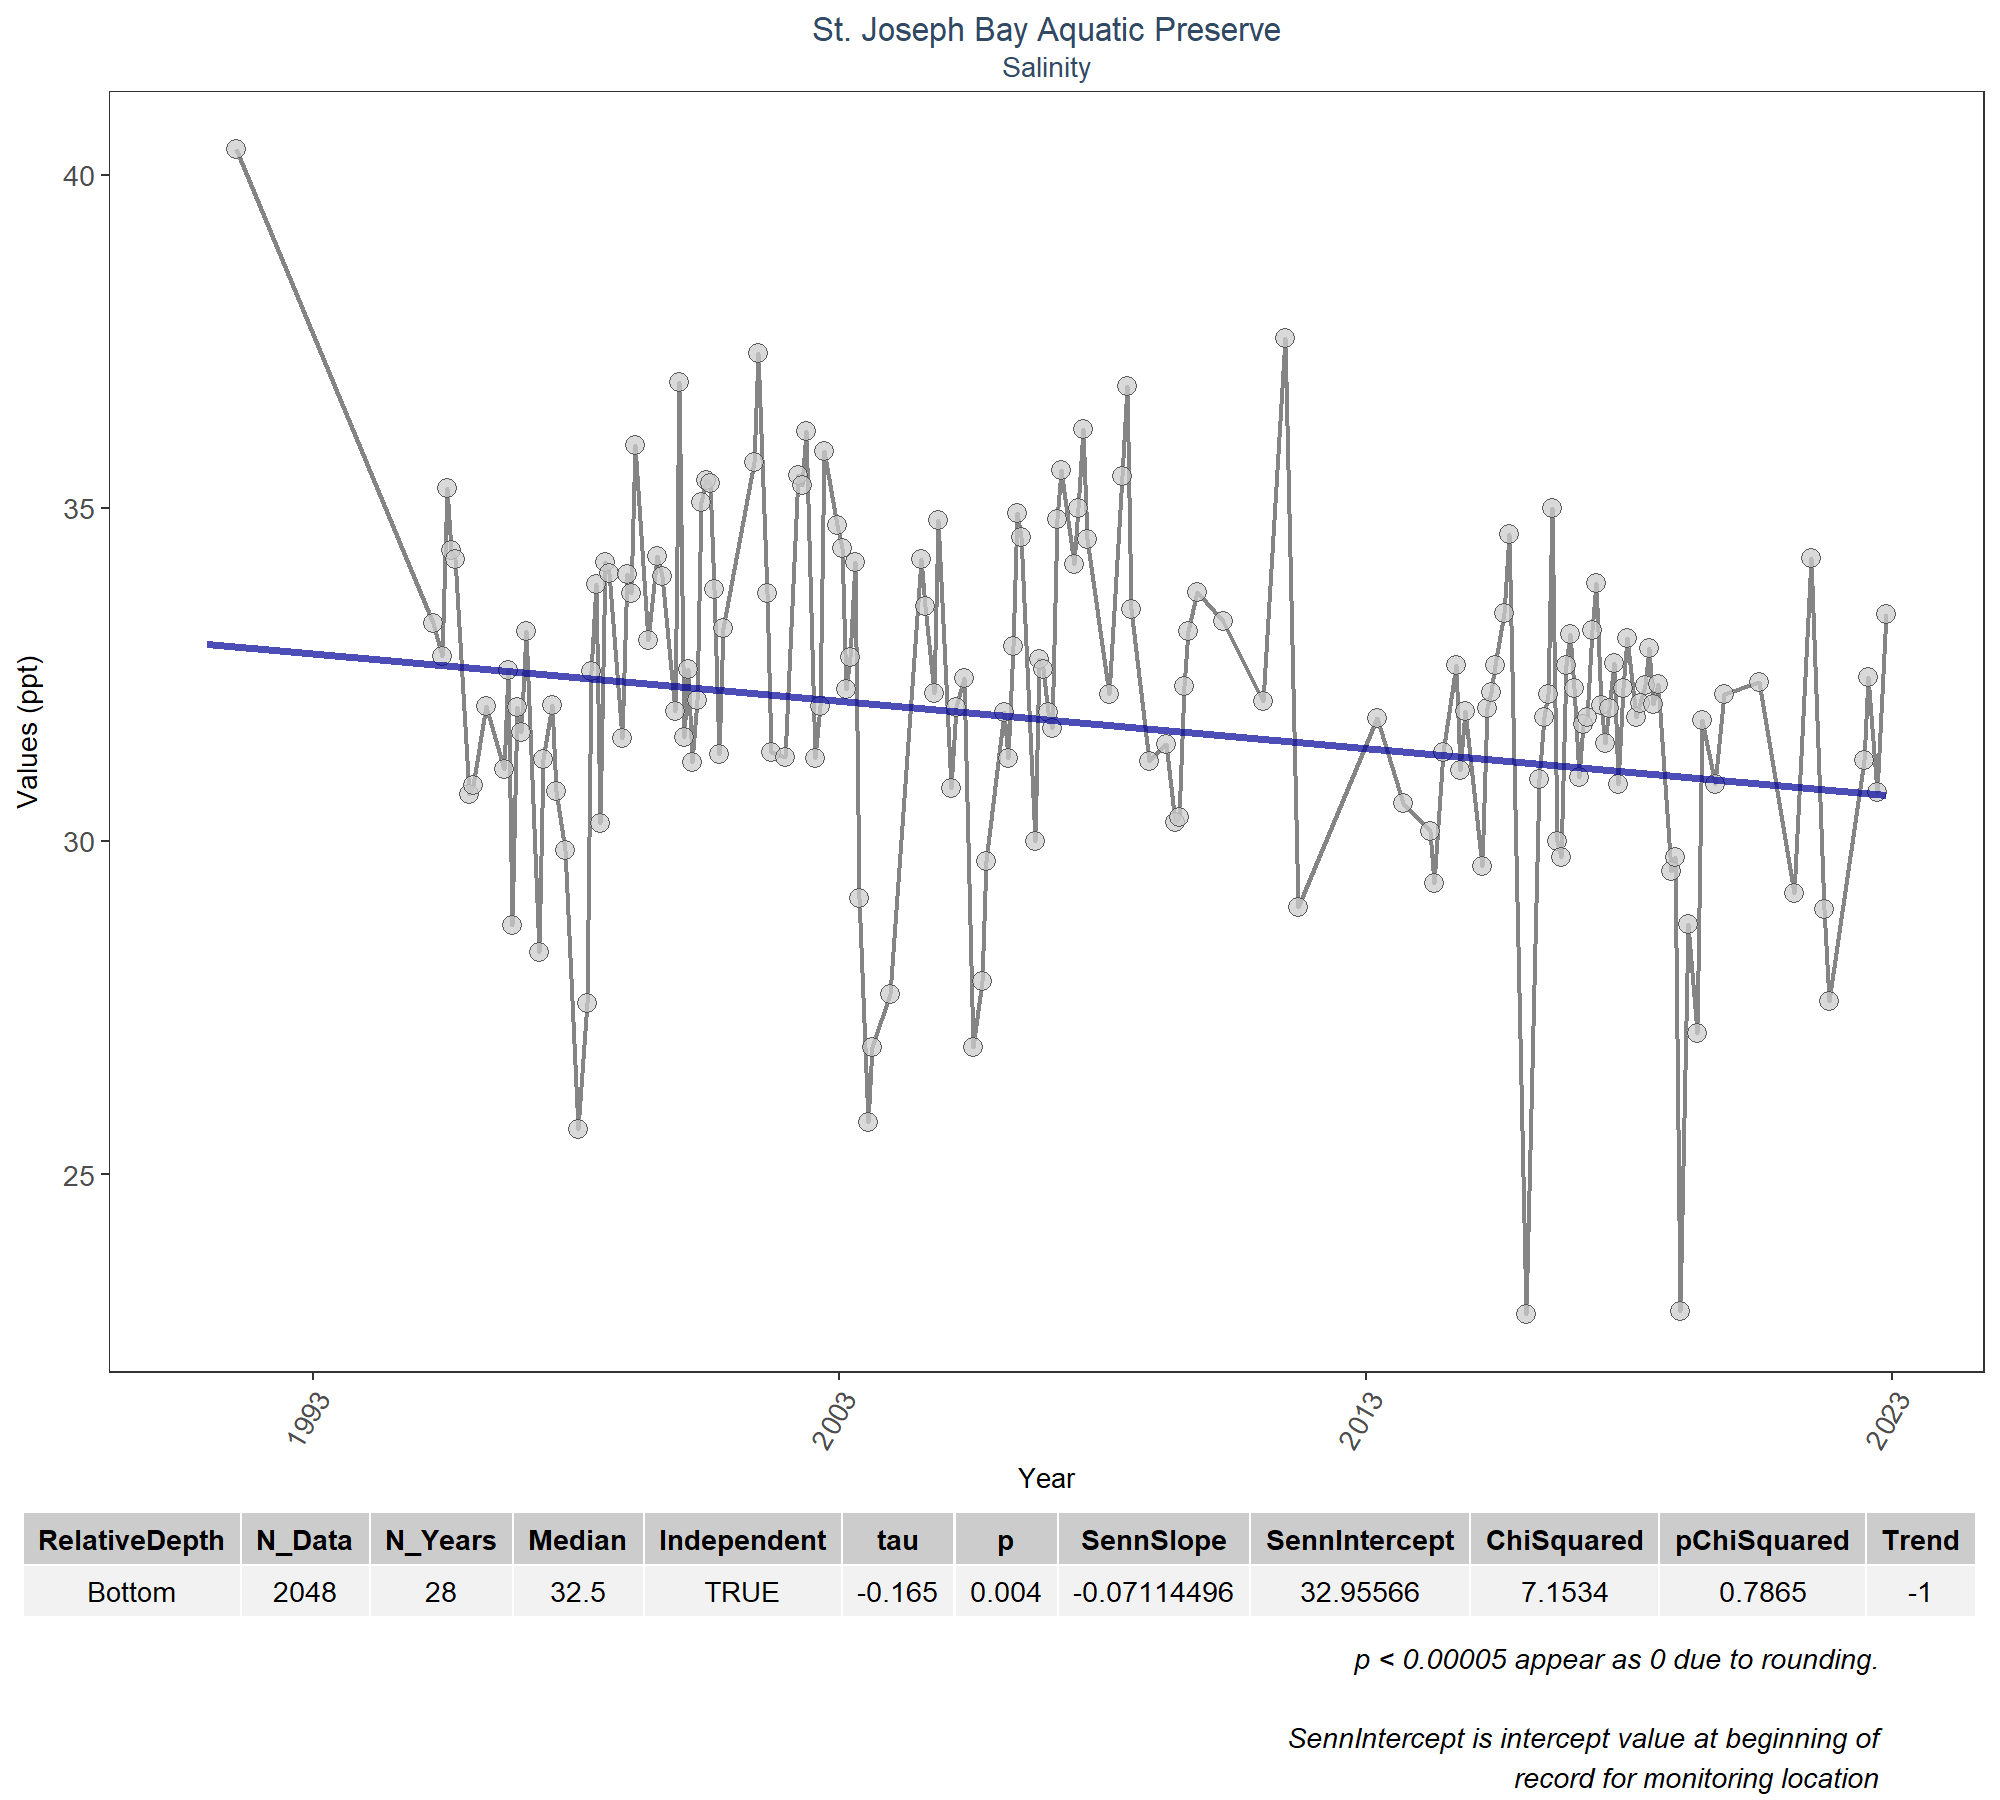 St. Joseph Bay Aquatic Preserve
Salinity
Values (ppt)
40
35
30
25
1993
2003
2013
2023
Year
RelativeDepth N_Data N_Years Median Independent tau p SennSlope SennIntercept ChiSquared pChiSquared Trend
Bottom 2048 28 32.5 TRUE -0.165 0.004 -0.07114496 32.95566 7.1534 0.7865 -1
p < 0.00005 appear as 0 due to rounding.
SennIntercept is intercept value at beginning of
record for monitoring location